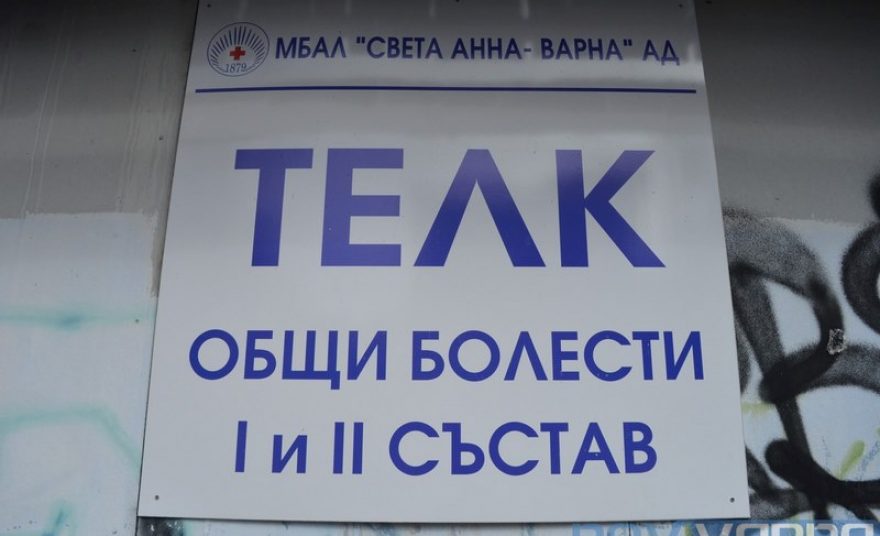 МБАЛ "СВЕТА АННА- ВАРНА" АД
1879
ТЕЛК
ОБЩИ БОЛЕСТИ
I и II СЪСТАВ